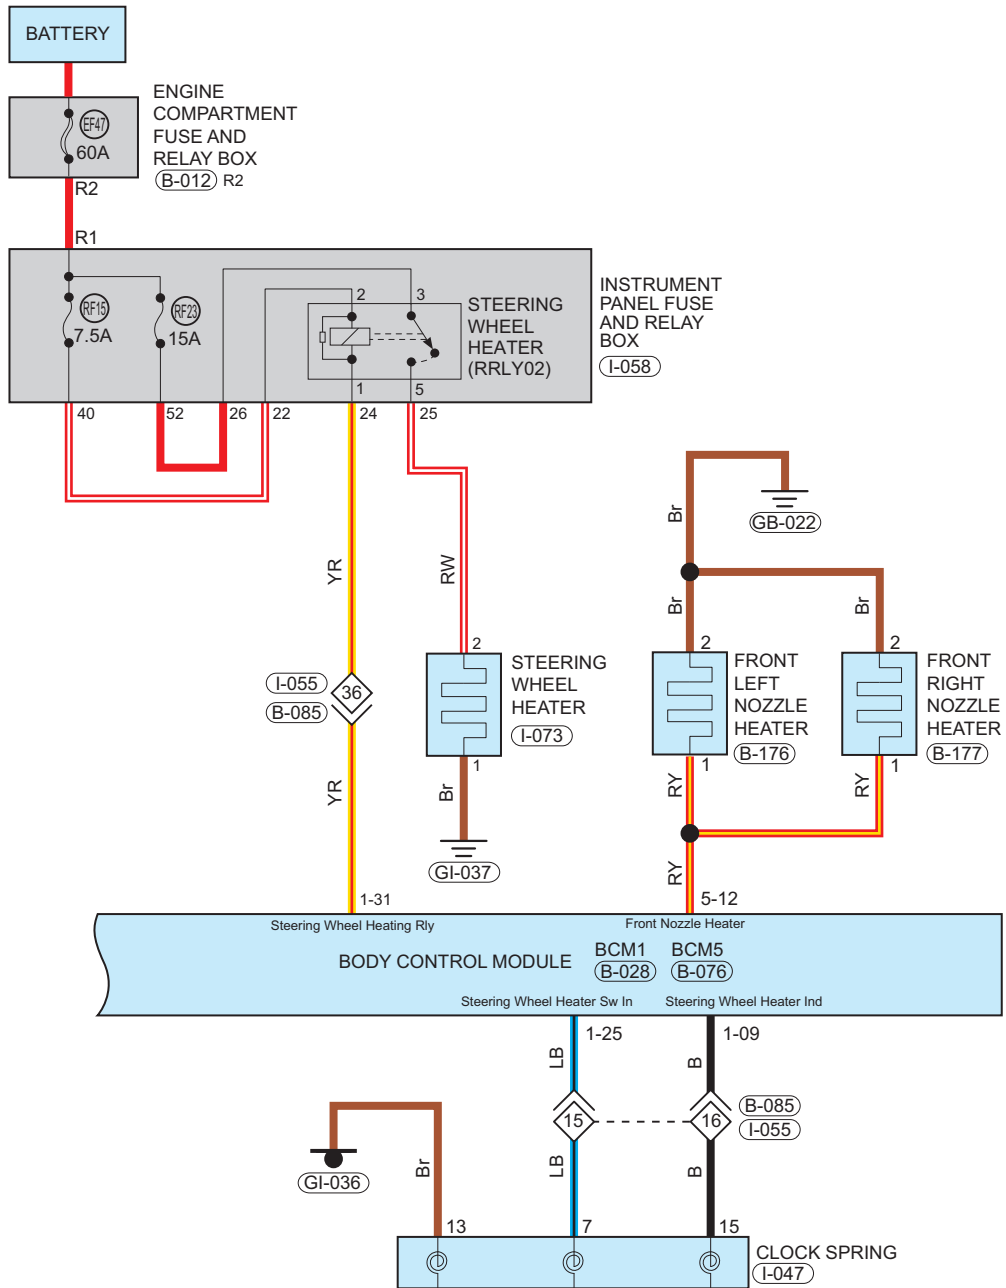 BATTERY
EF47
60A
ENGINE
COMPARTMENT
FUSE AND
RELAY BOX
B-012 R2
R2
R1
RF15
7.5A
RF23
15A
2
3
1
5
STEERING
WHEEL
HEATER
(RRLY02)
INSTRUMENT
PANEL FUSE
AND RELAY
BOX
I-058
40
52
26
22
24
25
YR
RW
Br
GB-022
Br
Br
I-055
B-085
36
2
STEERING
WHEEL
HEATER
I-073
1
2
FRONT
LEFT
NOZZLE
HEATER
B-176
1
2
FRONT
RIGHT
NOZZLE
HEATER
B-177
1
YR
Br
GI-037
RY
RY
RY
1-31
5-12
Steering Wheel Heating Rly
Front Nozzle Heater
BODY CONTROL MODULE
BCM1
B-028
BCM5
B-076
Steering Wheel Heater Sw In
Steering Wheel Heater Ind
1-25
1-09
LB
B
15
16
B-085
I-055
GI-036
Br
LB
B
13
7
15
CLOCK SPRING
I-047